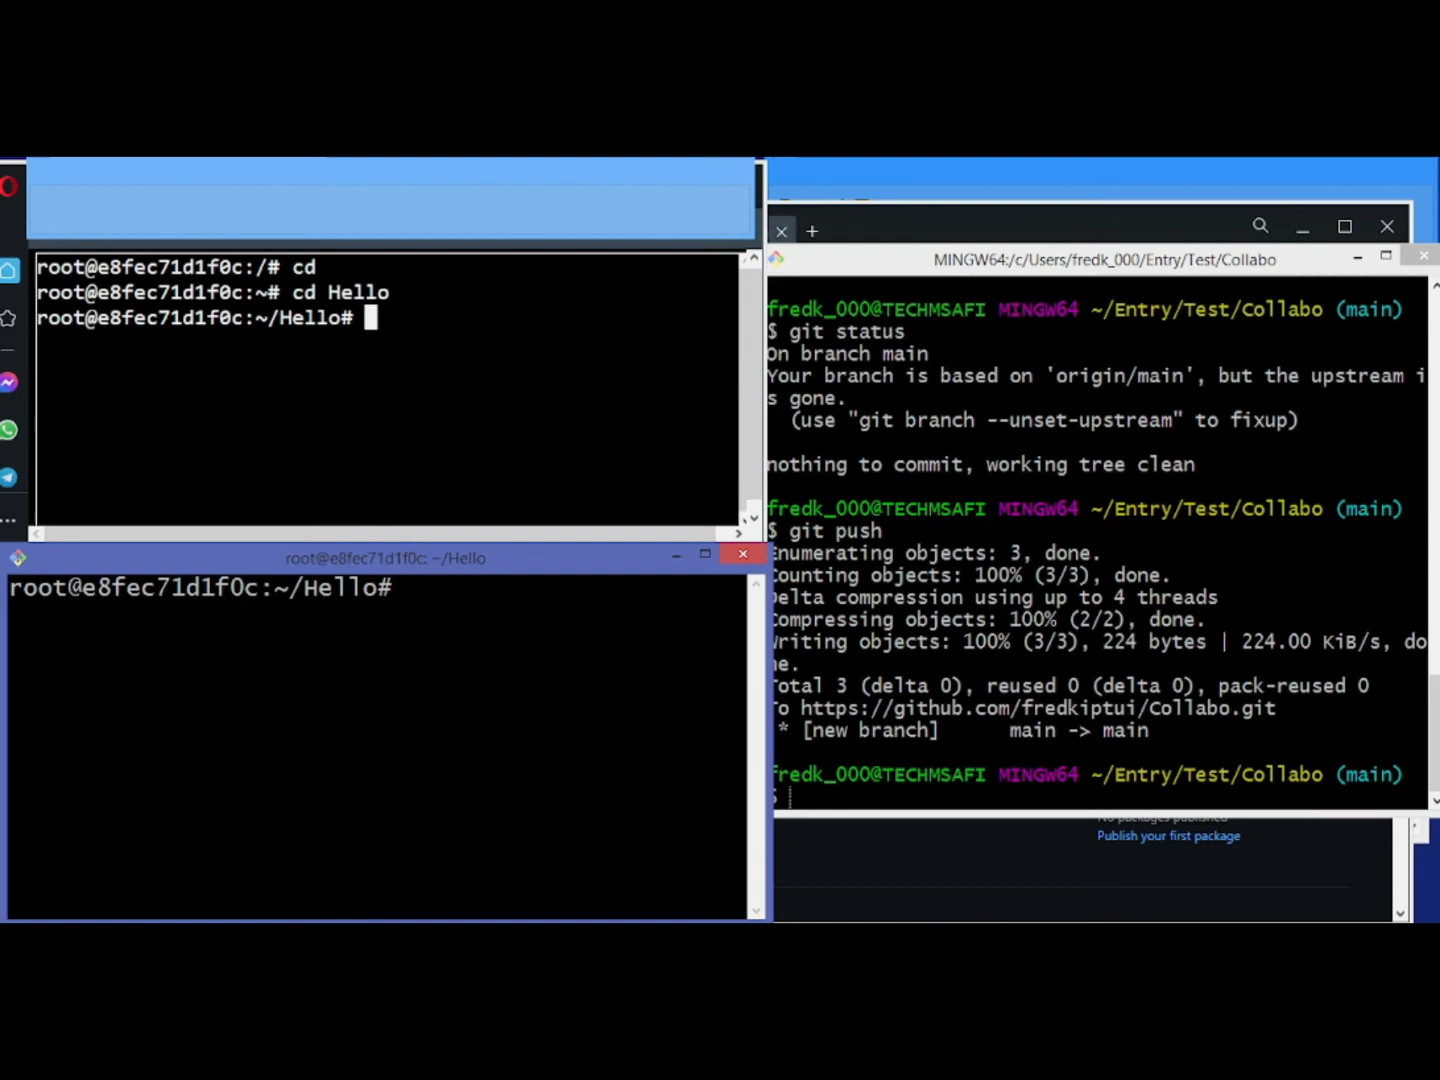 root@e8fec71d1f0c:/# cd
root@e8fec71d1f0c:~# cd Hello
root@e8fec71d1f0c:~/Hello#
root@e8fec71d1f0c: ~/Hello
root@e8fec71d1f0c:~/Hello#
MINGW64:/c/Users/fredk_000/Entry/Test/Collabo
fredk_000@TECHMSAFI MINGW64 ~/Entry/Test/Collabo (main)
$ git status
On branch main
Your branch is based on 'origin/main', but the upstream i
s gone.
(use "git branch --unset-upstream" to fixup)
nothing to commit, working tree clean
fredk_000@TECHMSAFI MINGW64 ~/Entry/Test/Collabo (main)
$ git push
Enumerating objects: 3, done.
Counting objects: 100% (3/3), done.
Delta compression using up to 4 threads
Compressing objects: 100% (2/2), done.
Writing objects: 100% (3/3), 224 bytes | 224.00 KiB/s, do
ne.
Total 3 (delta 0), reused 0 (delta 0), pack-reused 0
To https://github.com/fredkiptui/Collabo.git
* [new branch]      main -> main
fredk_000@TECHMSAFI MINGW64 ~/Entry/Test/Collabo (main)
$
No packages published
Publish your first package